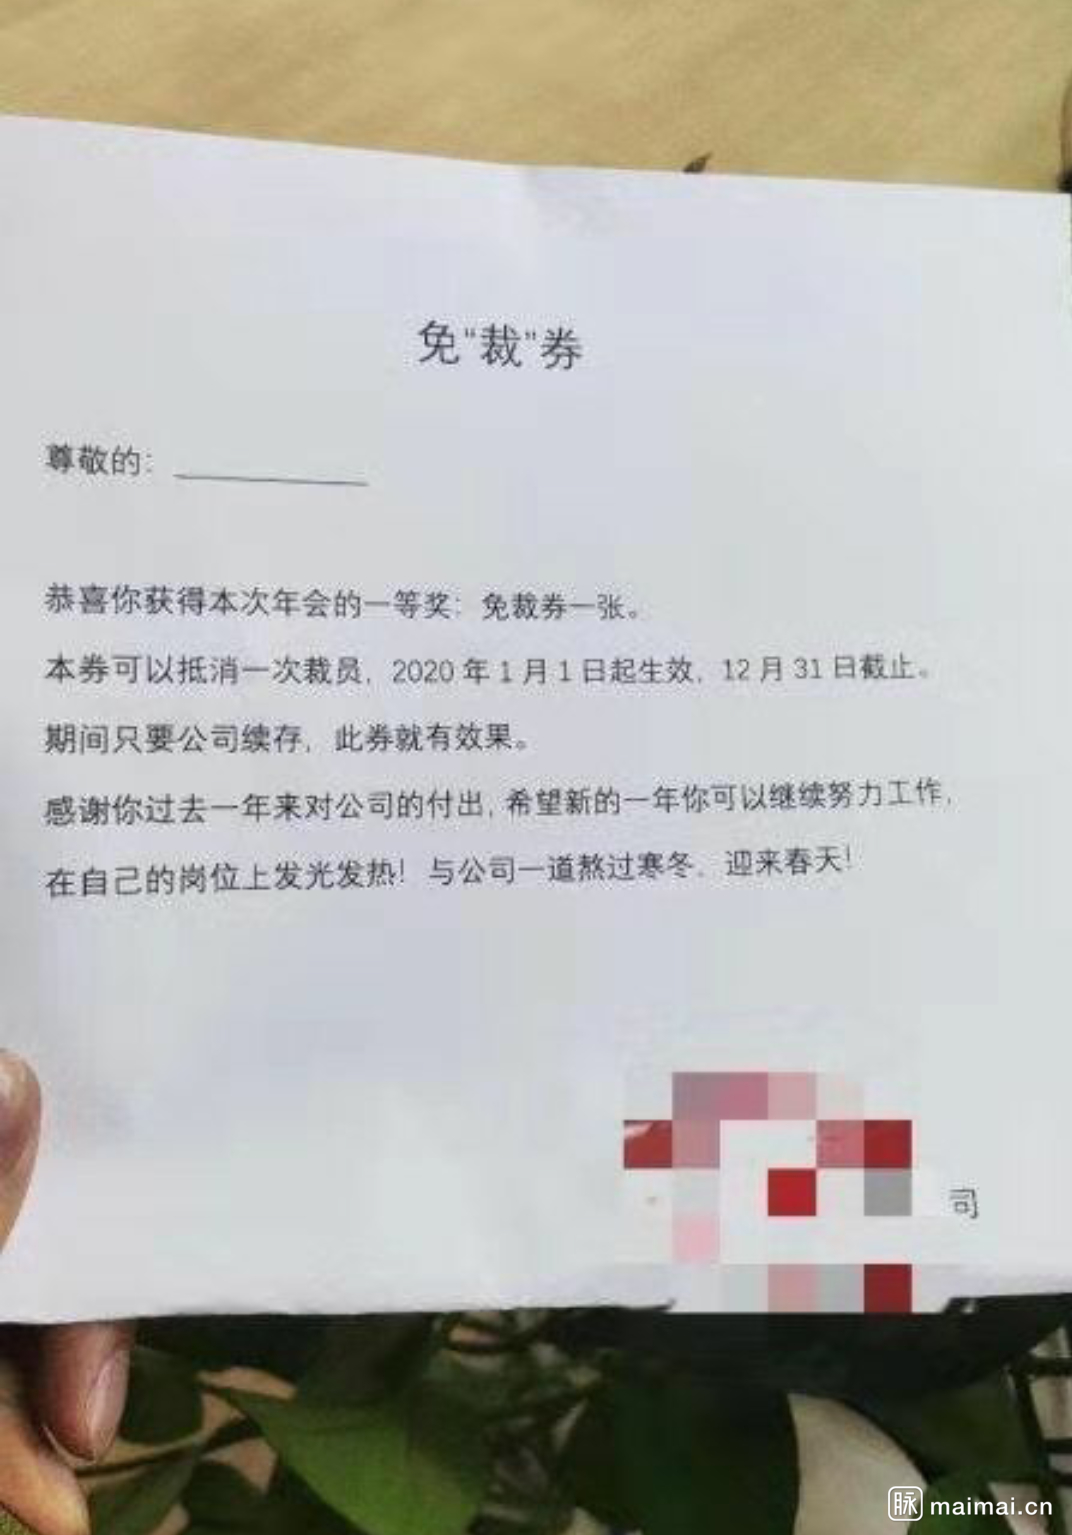 免“裁”券
尊敬的：
恭喜你获得本次年会的一等奖：免裁券一张。
本券可以抵消一次裁员，2020 年 1 月 1 日起生效，12 月 31 日截止。
期间只要公司续存，此券就有效果。
感谢你过去一年来对公司的付出，希望新的一年你可以继续努力工作，
在自己的岗位上发光发热！与公司一道熬过寒冬，迎来春天！
司
脉 maimai.cn